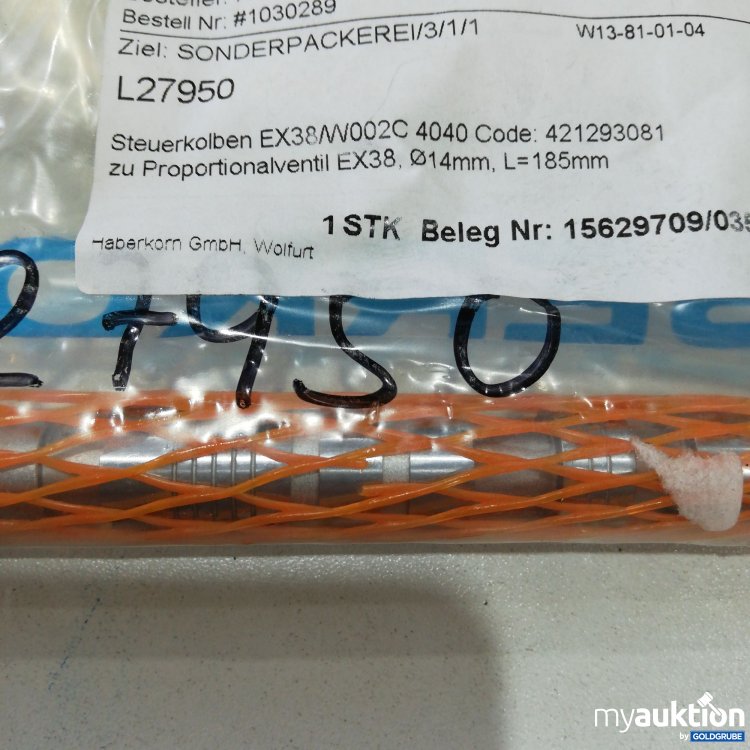 Bestell Nr: #1030289
Ziel: SONDERPACKEREI/3/1/1 W13-81-01-04
L27950
Steuerkolben EX38/W002C 4040 Code: 421293081
zu Proportionalventil EX38, Ø14mm, L=185mm
1 STK Beleg Nr: 15629709/035
Haberkorn GmbH, Wolfurt
27950
myauktion
by GOLDGRUBE